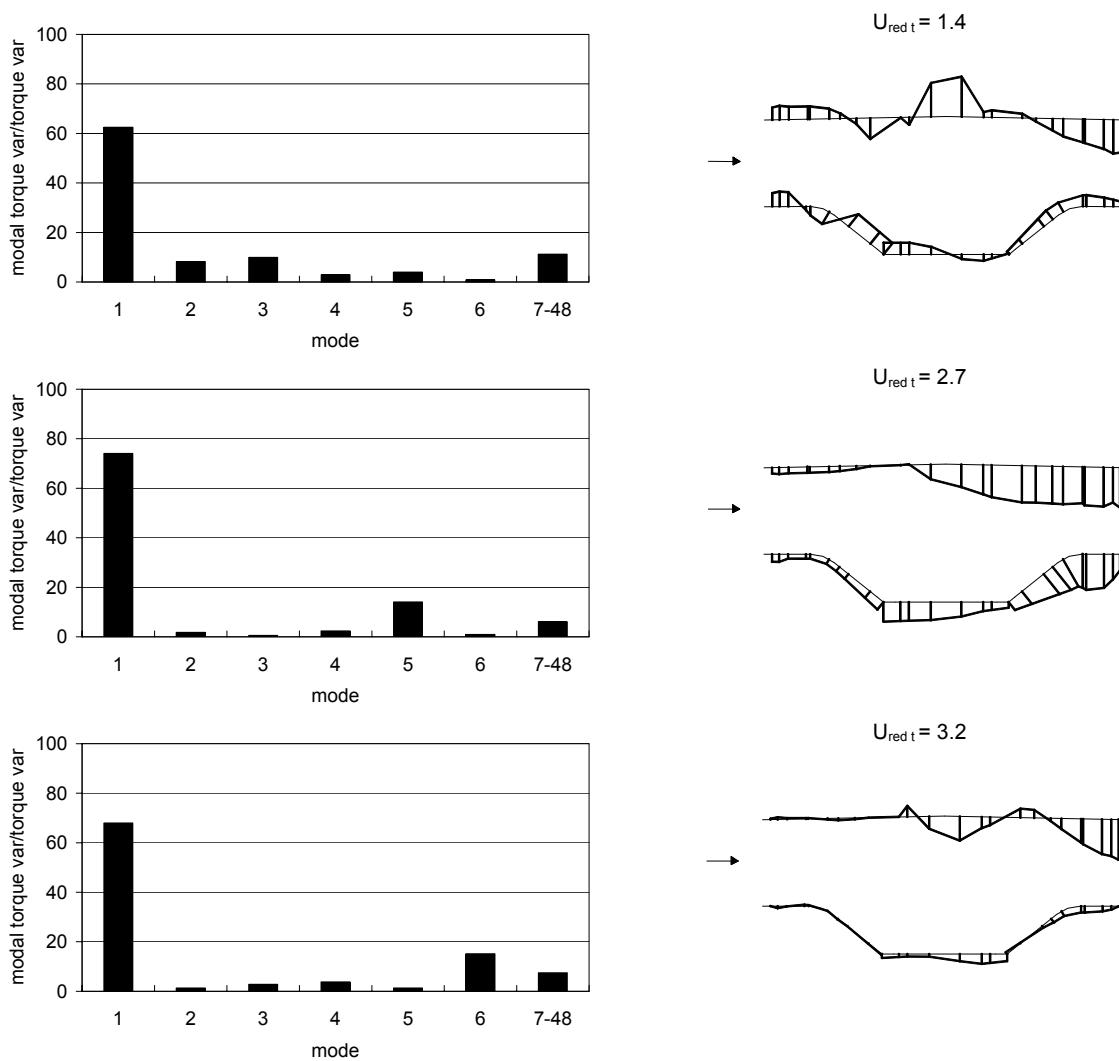 modal torque var/torque var
100
80
60
40
20
0
1 2 3 4 5 6 7-48
mode
U red t = 1.4
modal torque var/torque var
100
80
60
40
20
0
1 2 3 4 5 6 7-48
mode
U red t = 2.7
modal torque var/torque var
100
80
60
40
20
0
1 2 3 4 5 6 7-48
mode
U red t = 3.2